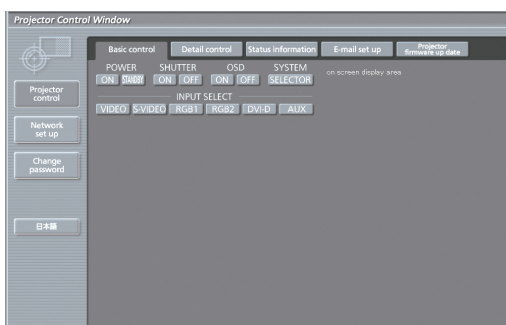 Projector Control Window
Basic control Detail control Status information E-mail set up Projector firmware up date
POWER SHUTTER OSD SYSTEM
ON STANDBY ON OFF ON OFF SELECTOR
on screen display area
INPUT SELECT
VIDEO S-VIDEO RGB1 RGB2 DVI-D AUX
Projector
control
Network
set up
Change
password
日本語